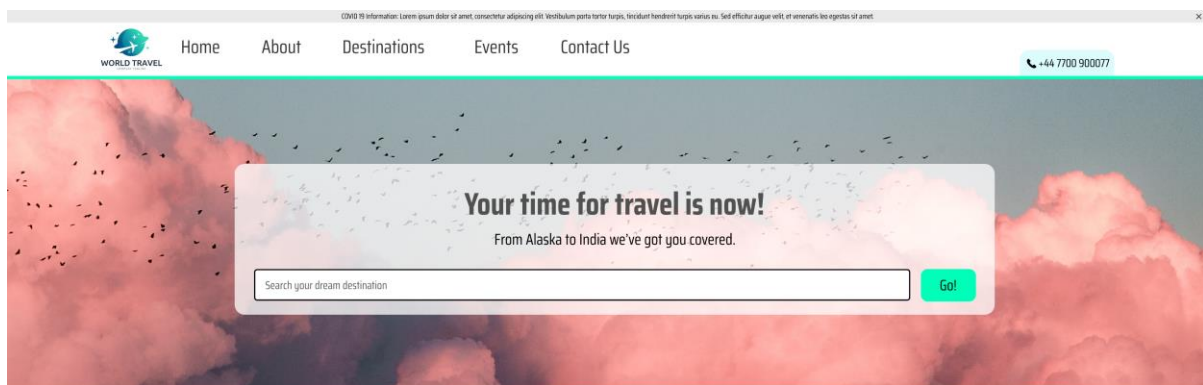 COVID 19 Information: Lorem ipsum dolor sit amet, consectetur adipiscing elit. Vestibulum porta tortor turpis, tincidunt hendrerit turpis varius eu. Sed efficitur augue velit, et venenatis leo egestas sit amet.
WORLD TRAVEL
Home About Destinations Events Contact Us
+44 7700 900077
Your time for travel is now!
From Alaska to India we've got you covered.
Search your dream destination
Go!